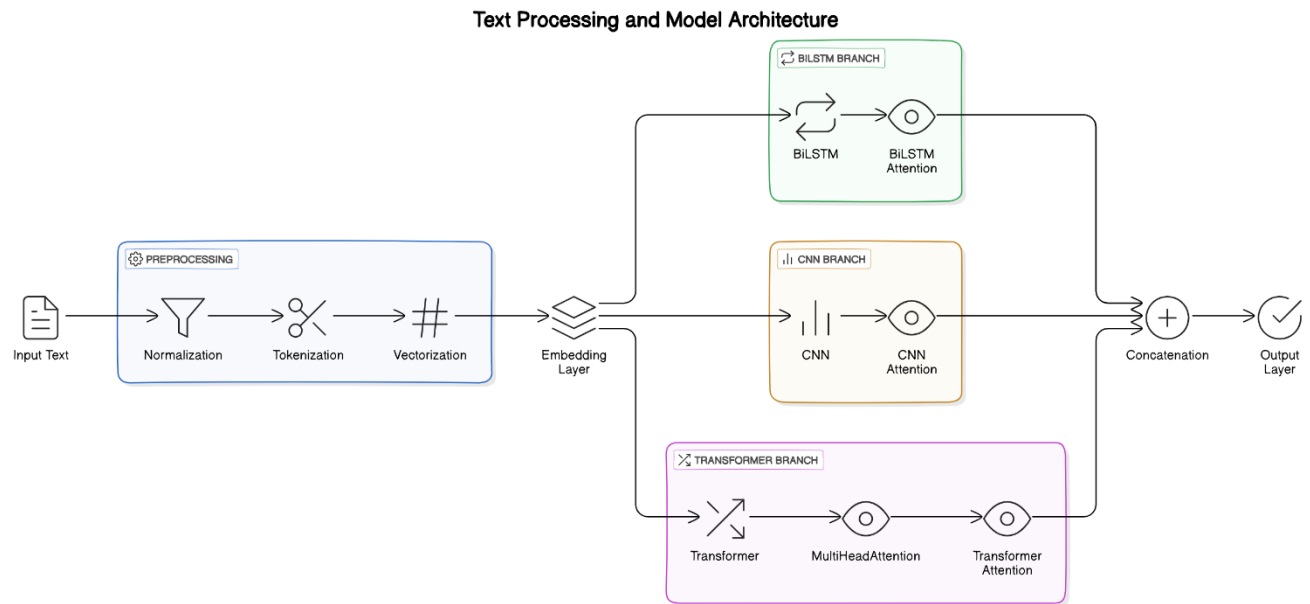 Text Processing and Model Architecture
BILSTM BRANCH
BiLSTM
BiLSTM
Attention
PREPROCESSING
Input Text
Normalization
Tokenization
Vectorization
Embedding
Layer
CNN BRANCH
CNN
CNN
Attention
Concatenation
Output
Layer
TRANSFORMER BRANCH
Transformer
MultiHeadAttention
Transformer
Attention